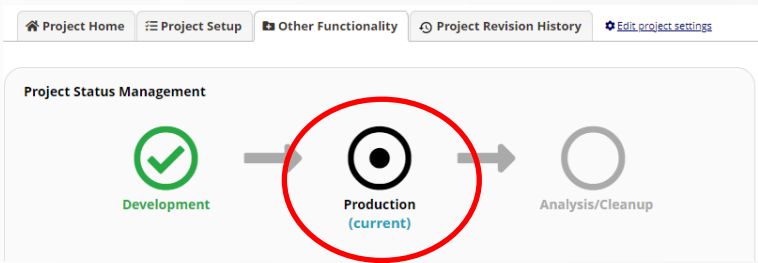 Project Home Project Setup Other Functionality Project Revision History Edit project settings
Project Status Management
Development Production Analysis/Cleanup
(current)